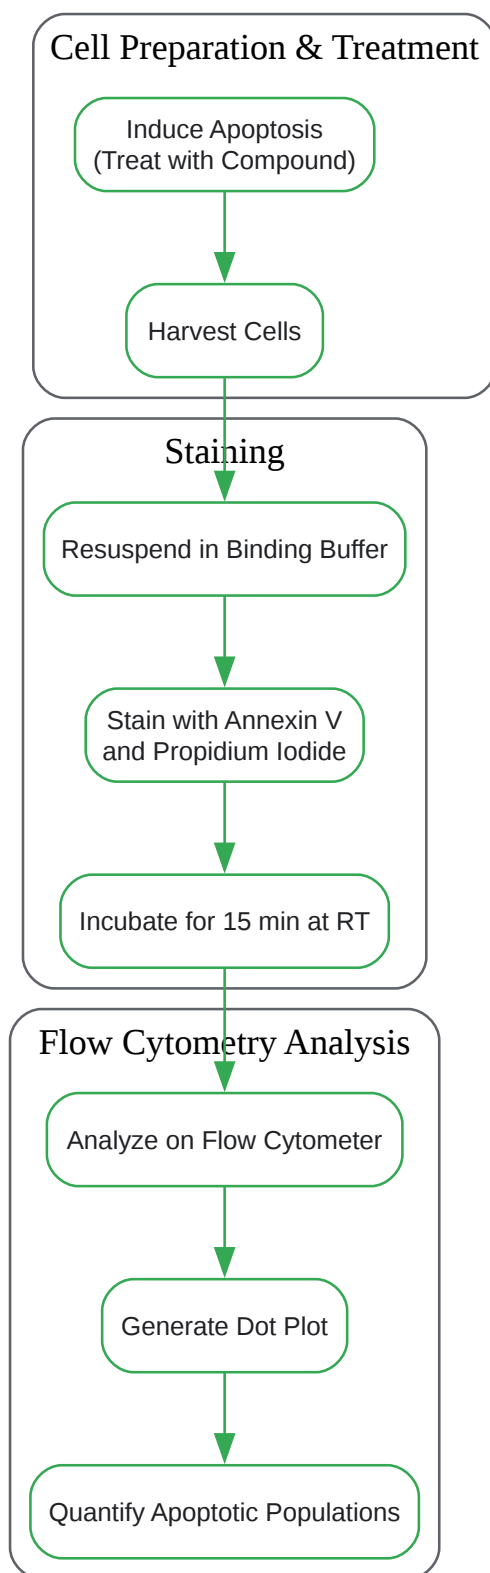 Cell Preparation & Treatment
Induce Apoptosis
(Treat with Compound)
Harvest Cells
Staining
Resuspend in Binding Buffer
Stain with Annexin V
and Propidium Iodide
Incubate for 15 min at RT
Flow Cytometry Analysis
Analyze on Flow Cytometer
Generate Dot Plot
Quantify Apoptotic Populations